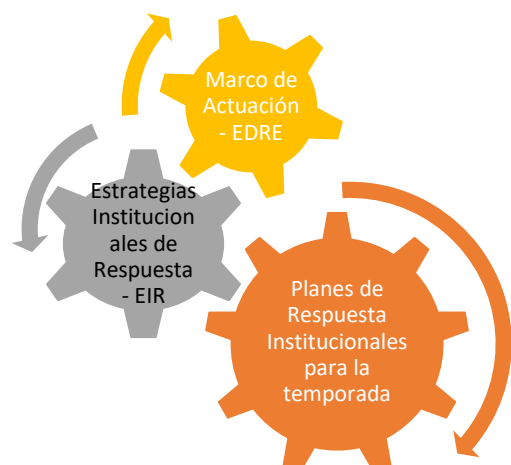 Marco de
Actuación
- EDRE
Estrategias
Institucion
ales de
Respuesta
- EIR
Planes de
Respuesta
Institucionales
para la
temporada